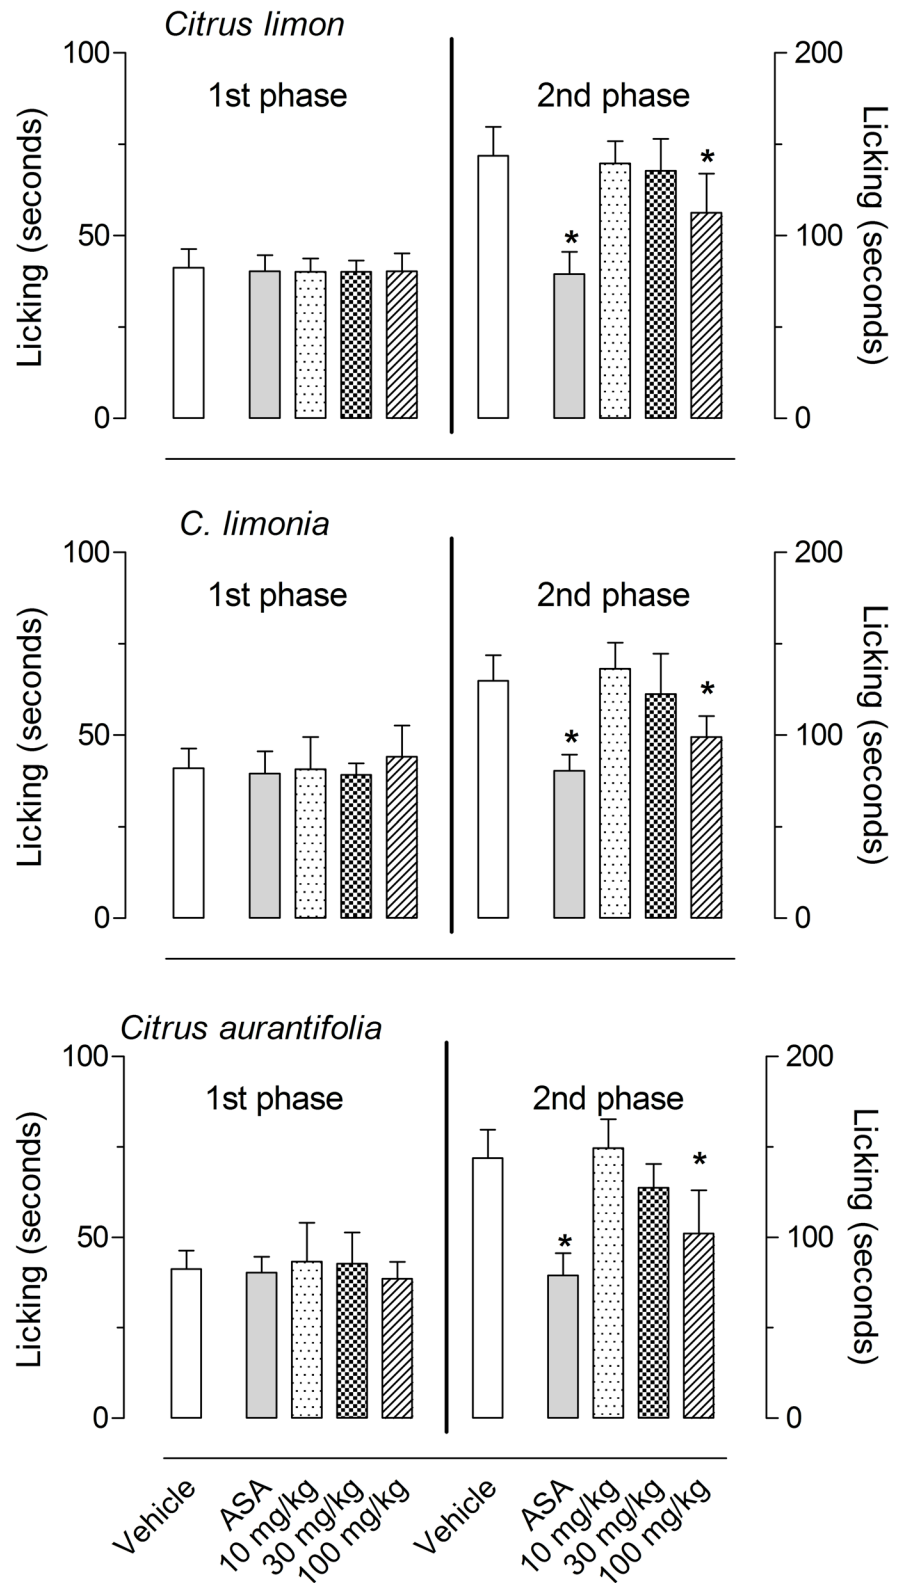 Citrus limon
100
50
0
Licking (seconds)
1st phase
2nd phase
*
*
200
100
0
Licking (seconds)
C. limonia
100
50
0
Licking (seconds)
1st phase
2nd phase
*
*
200
100
0
Licking (seconds)
Citrus aurantifolia
100
50
0
Licking (seconds)
1st phase
2nd phase
*
*
200
100
0
Licking (seconds)
Vehicle
ASA
10 mg/kg
30 mg/kg
100 mg/kg
Vehicle
ASA
10 mg/kg
30 mg/kg
100 mg/kg